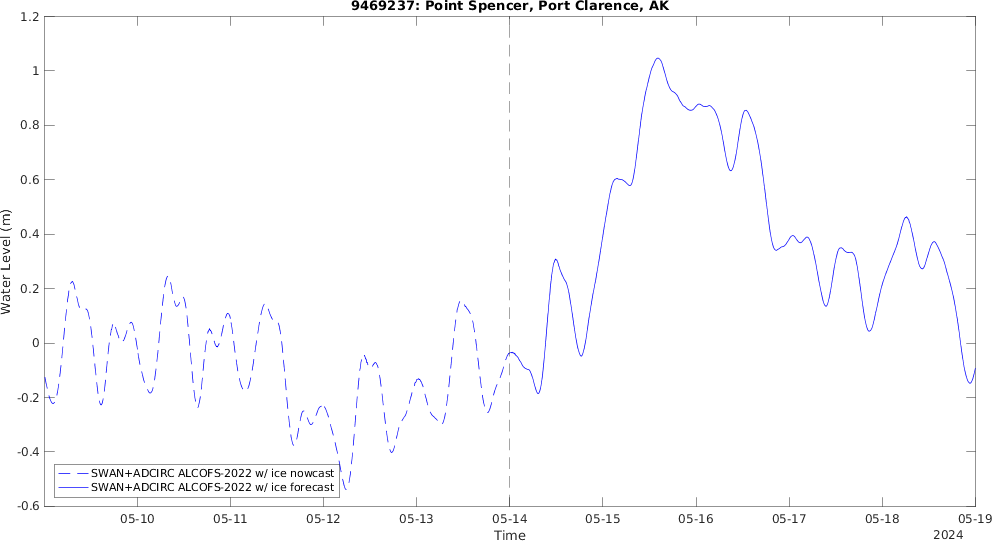 9469237: Point Spencer, Port Clarence, AK
1.2
1
0.8
0.6
0.4
0.2
0
-0.2
-0.4
-0.6
Water Level (m)
SWAN+ADCIRC ALCOFS-2022 w/ ice nowcast
SWAN+ADCIRC ALCOFS-2022 w/ ice forecast
05-10 05-11 05-12 05-13 05-14 05-15 05-16 05-17 05-18 05-19
Time
2024